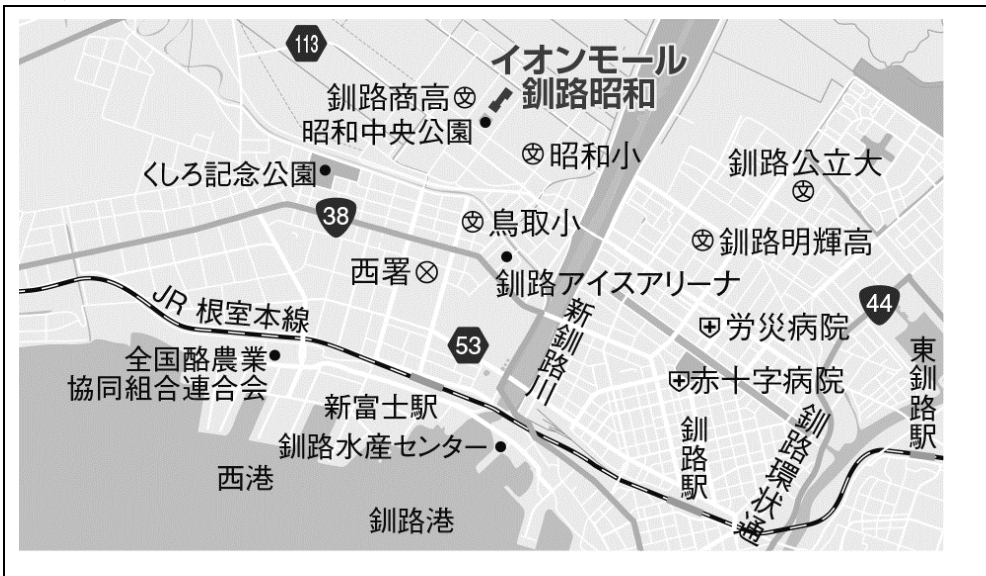 113
イオンモール
釧路昭和
釧路商高
昭和中央公園
昭和小
釧路公立大
くしろ記念公園
38
鳥取小
釧路明輝高
西署
釧路アイスアリーナ
44
JR 根室本線
新釧路川
労災病院
53
東釧路駅
全国酪農業
協同組合連合会
赤十字病院
新富士駅
釧路駅
釧路環状通
釧路水産センター
西港
釧路港